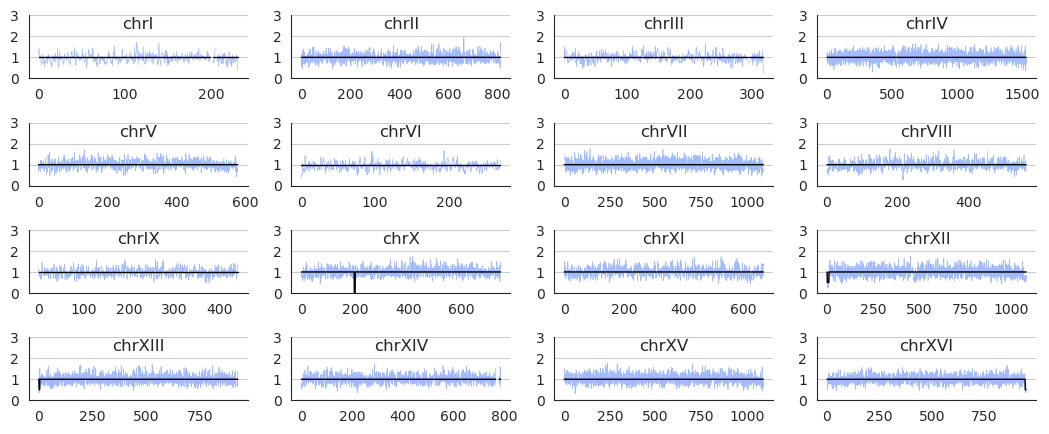 3 chrI 3 chrII 3 chrIII 3 chrIV
2 2 2 2
1 1 1 1
0 0 0 0
0 100 200 0 200 400 600 800 0 100 200 300 0 500 1000 1500
3 chrV 3 chrVI 3 chrVII 3 chrVIII
2 2 2 2
1 1 1 1
0 0 0 0
0 200 400 600 0 100 200 0 250 500 750 1000 0 200 400
3 chrIX 3 chrX 3 chrXI 3 chrXII
2 2 2 2
1 1 1 1
0 0 0 0
0 100 200 300 400 0 200 400 600 0 200 400 600 0 250 500 750 1000
3 chrXIII 3 chrXIV 3 chrXV 3 chrXVI
2 2 2 2
1 1 1 1
0 0 0 0
0 250 500 750 0 200 400 600 800 0 250 500 750 1000 0 250 500 750